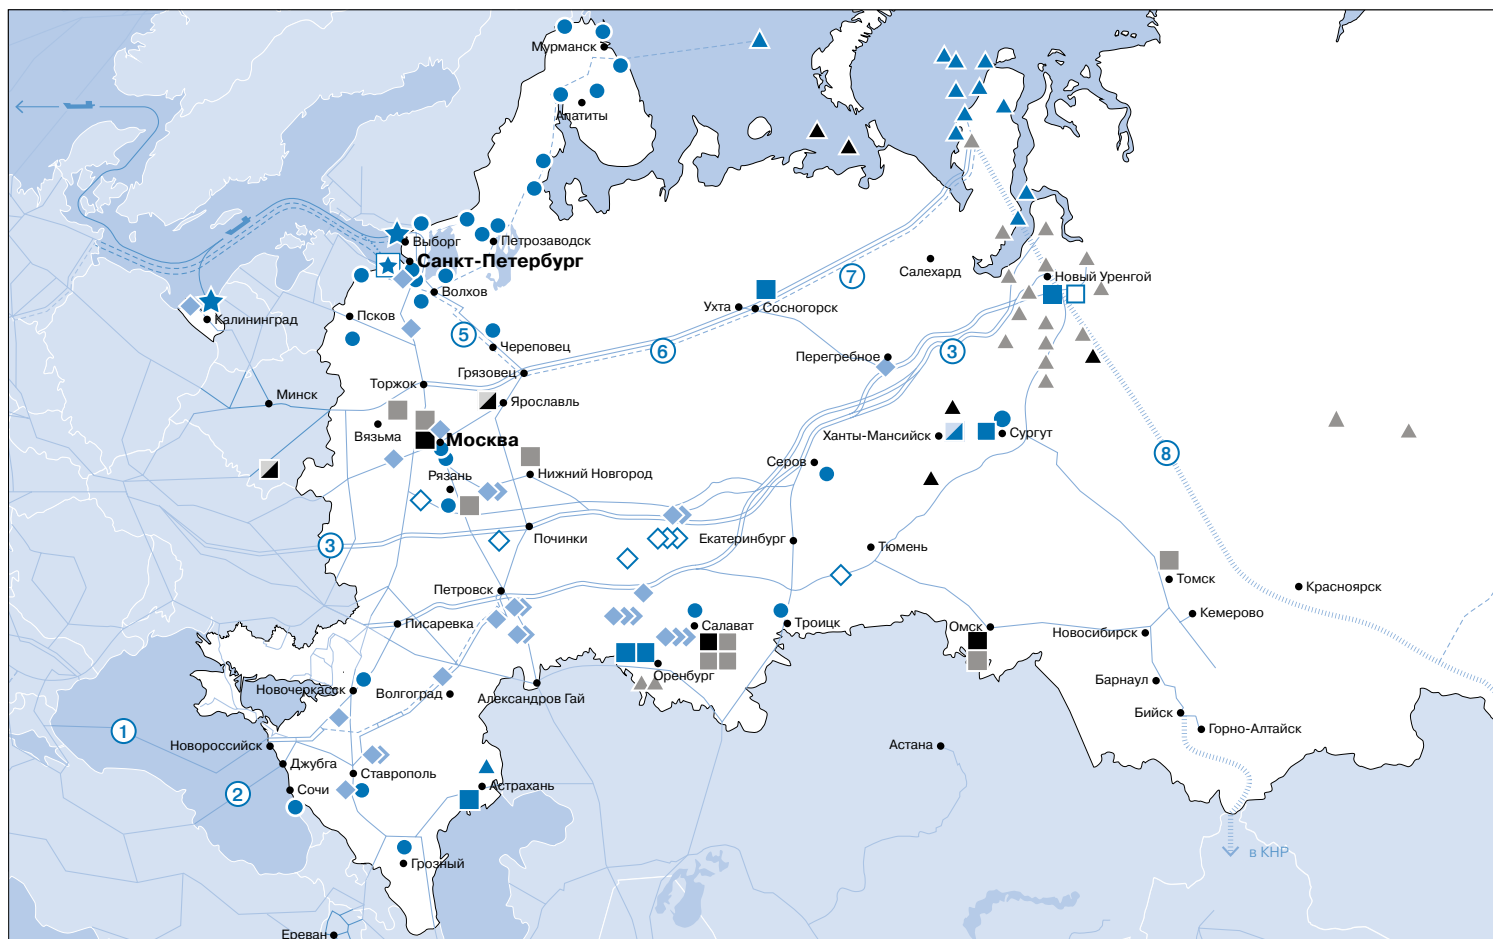 Мурманск
Апатиты
Выборг
Петрозаводск
Санкт-Петербург
Салехард
Новый Уренгой
7
Волхов
Ухта
Сосногорск
Калининград
Псков
5
Череповец
6
Перегребное
3
Грязовец
Торжок
Минск
Ярославль
Вязьма
Москва
Ханты-Мансийск
Сургут
8
Серов
Рязань
Нижний Новгород
Починки
Екатеринбург
3
Тюмень
Томск
Петровск
Красноярск
Кемерово
Писаревка
Салават
Троицк
Омск
Новосибирск
Оренбург
Барнаул
Новочеркасск
Волгоград
Александров Гай
Бийск
Горно-Алтайск
1
Новороссийск
Астана
Джубга
Ставрополь
2
Сочи
Астрахань
в КНР
Грозный
Ереван